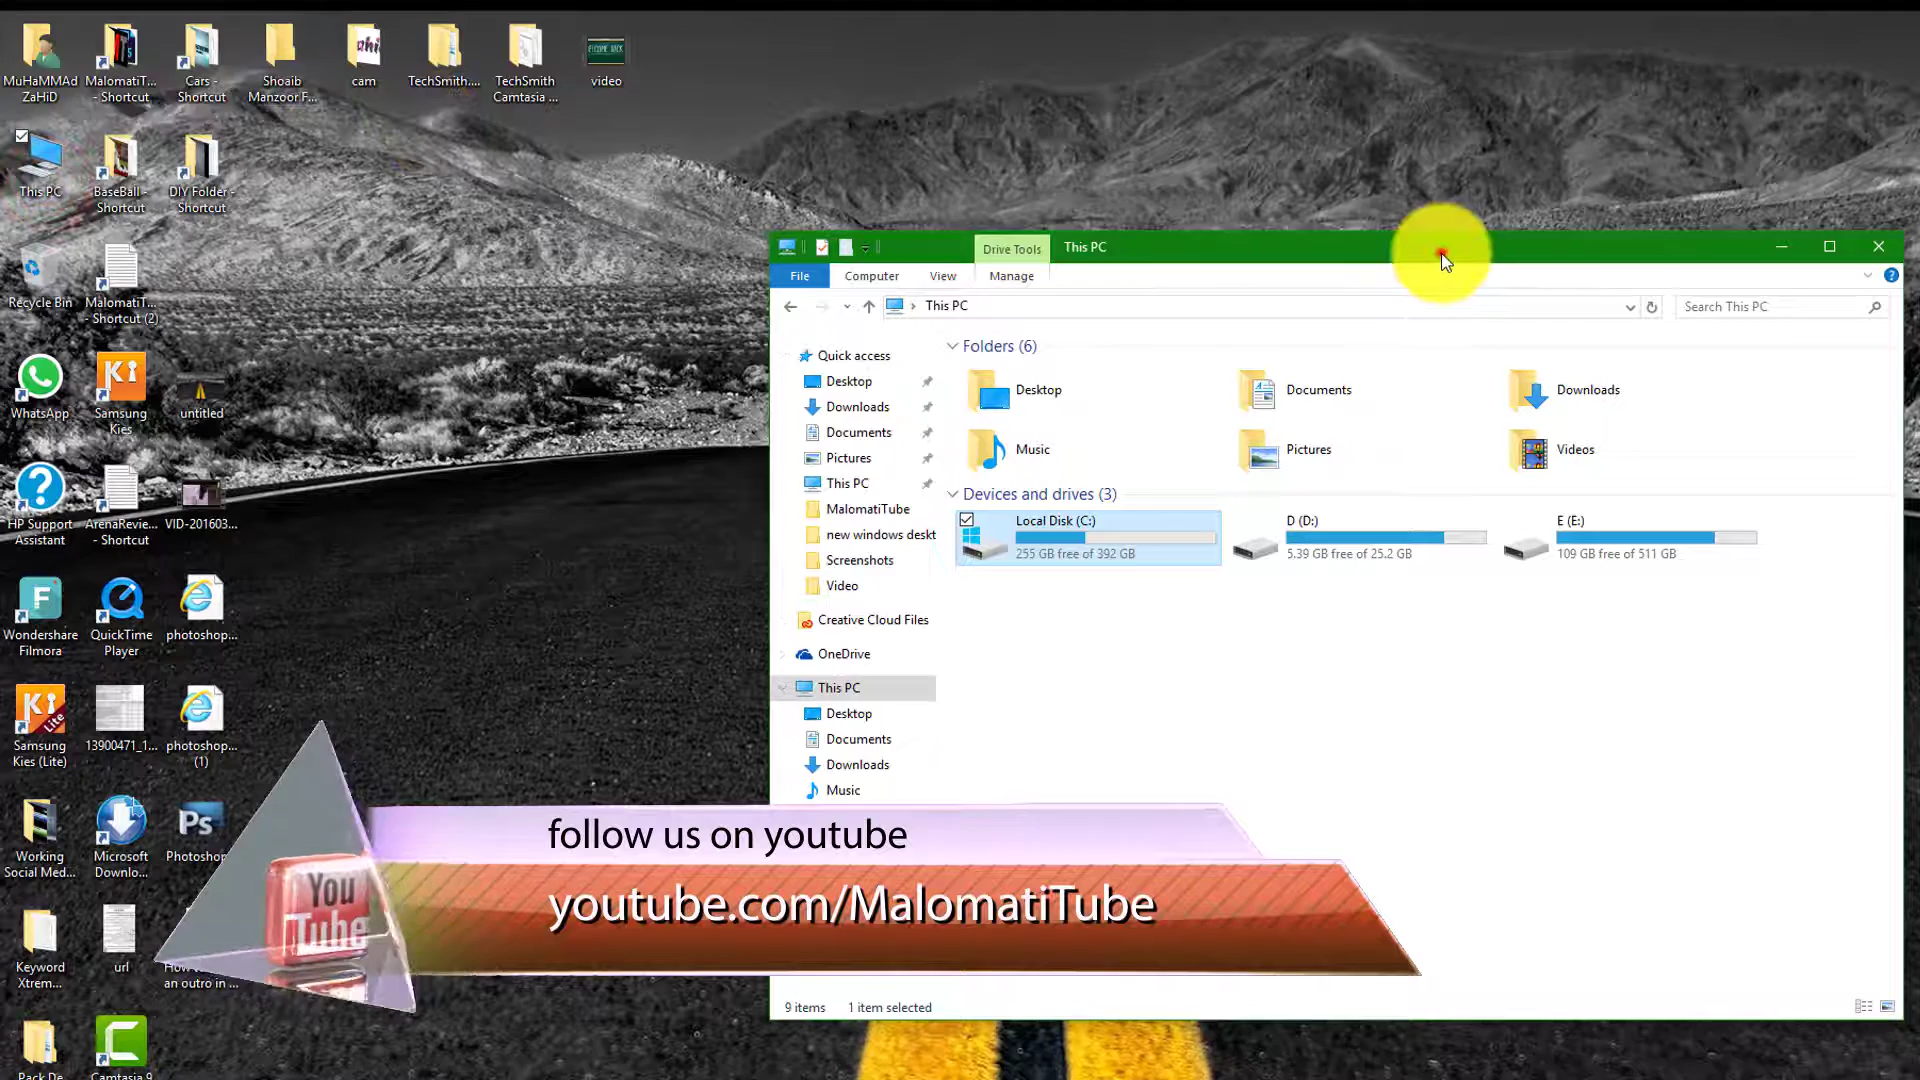 MuHaMMAd
ZaHiD
MalomatiT...
- Shortcut
Cars -
Shortcut
Shoaib
Manzoor F...
cam
TechSmith....
TechSmith
Camtasia ...
video
This PC
BaseBall -
Shortcut
DIY Folder -
Shortcut
Recycle Bin
MalomatiT...
- Shortcut (2)
WhatsApp
Samsung
Kies
untitled
HP Support
Assistant
ArenaRevie...
- Shortcut
VID-201603...
Wondershare
Filmora
QuickTime
Player
photoshop...
Samsung
Kies (Lite)
13900471_1...
photoshop...
(1)
Working
Social Med...
Microsoft
Downlo...
Photoshop
Keyword
Xtrem...
url
an outro in ...
Pack De
Camtasia 9
Drive Tools
This PC
File
Computer
View
Manage
This PC
Search This PC
Quick access
Desktop
Downloads
Documents
Pictures
This PC
MalomatiTube
new windows deskt
Screenshots
Video
Creative Cloud Files
OneDrive
This PC
Desktop
Documents
Downloads
Music
Folders (6)
Desktop
Documents
Downloads
Music
Pictures
Videos
Devices and drives (3)
Local Disk (C:)
255 GB free of 392 GB
D (D:)
5.39 GB free of 25.2 GB
E (E:)
109 GB free of 511 GB
9 items
1 item selected
You
Tube
follow us on youtube
youtube.com/MalomatiTube